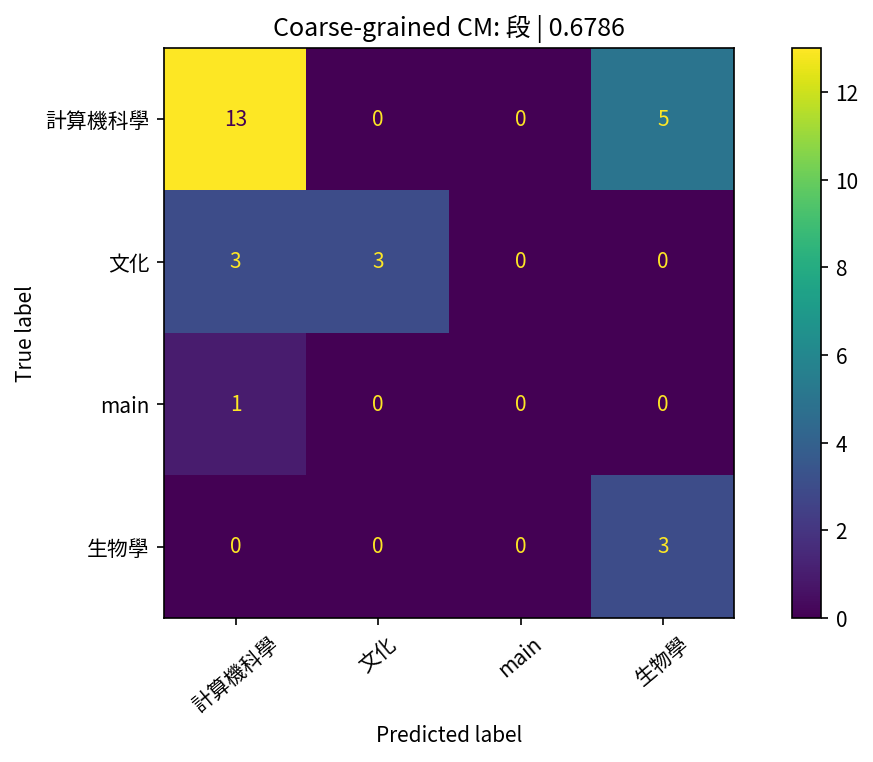 Coarse-grained CM: 段 | 0.6786
True label
計算機科學 13 0 0 5
文化 3 3 0 0
main 1 0 0 0
生物學 0 0 0 3
計算機科學 文化 main 生物學
Predicted label
12
10
8
6
4
2
0